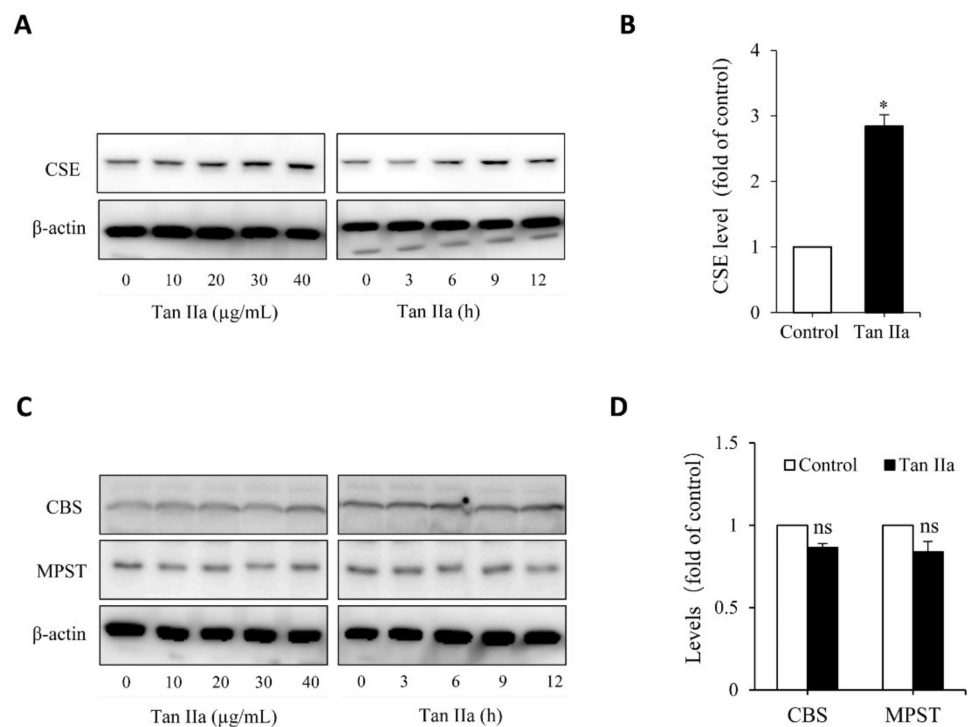 A
CSE
β-actin
0 10 20 30 40
Tan IIa (µg/mL)
0 3 6 9 12
Tan IIa (h)
B
CSE level (fold of control)
4
3
2
1
0
*
Control Tan IIa
C
CBS
MPST
β-actin
0 10 20 30 40
Tan IIa (µg/mL)
0 3 6 9 12
Tan IIa (h)
D
Levels (fold of control)
1.5
1
0.5
0
Control Tan IIa
ns ns
CBS MPST